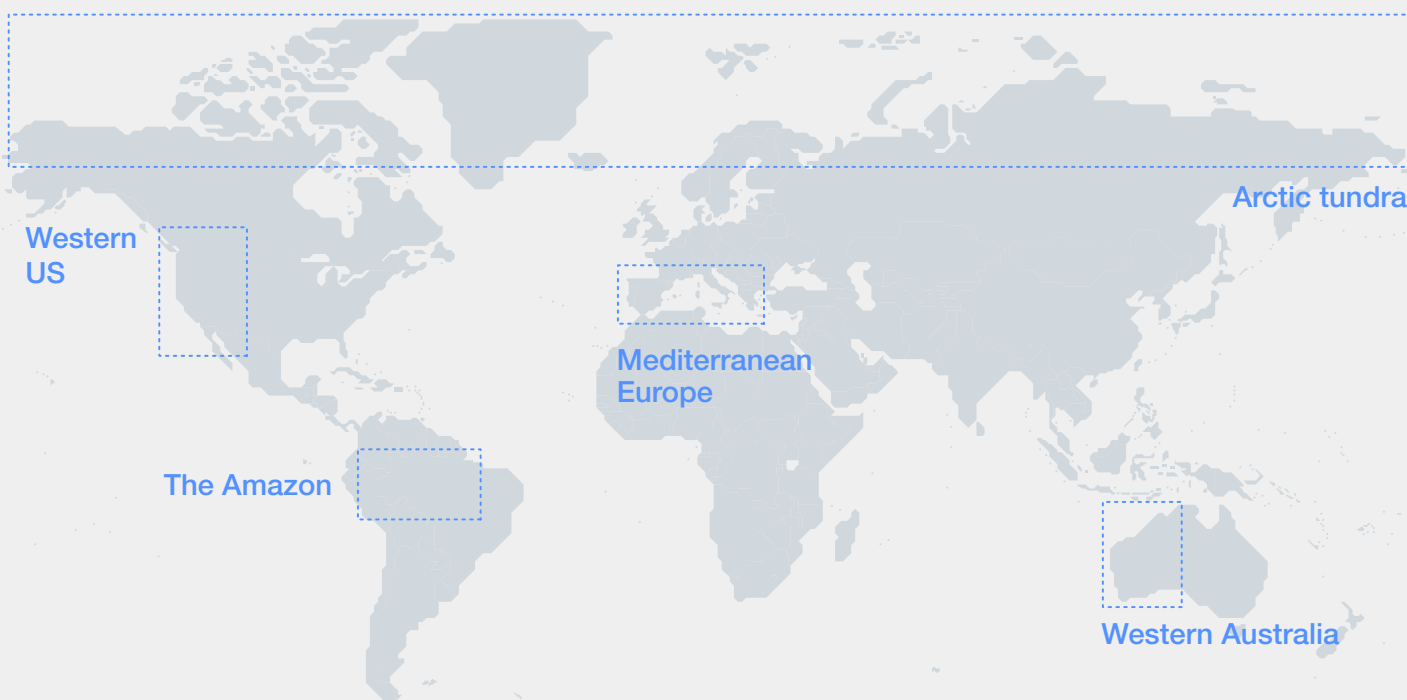 Arctic tundra
Western
US
Mediterranean
Europe
The Amazon
Western Australia